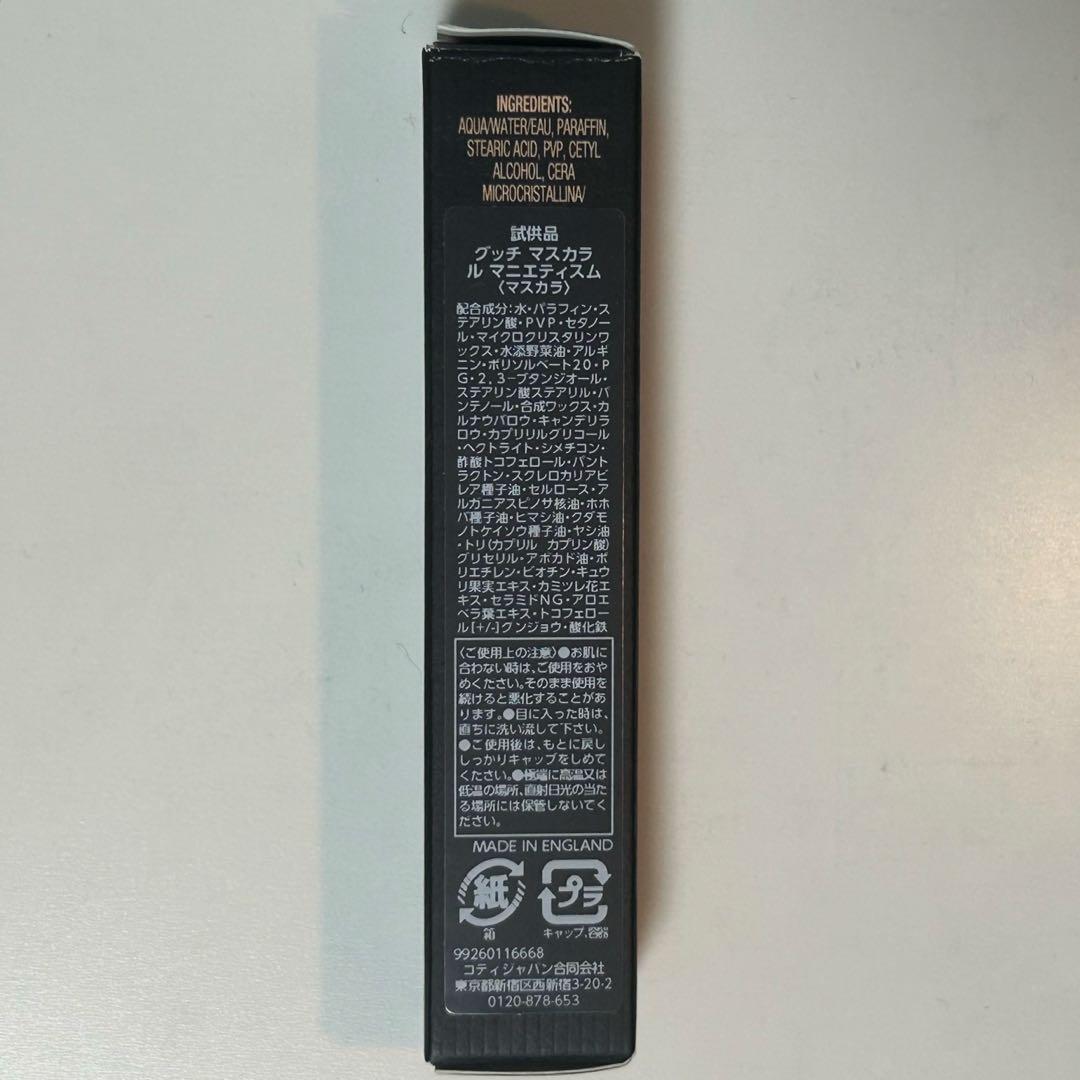 INGREDIENTS:
AQUA/WATER/EAU, PARAFFIN,
STEARIC ACID, PVP, CETYL
ALCOHOL, CERA
MICROCRISTALLINA/
試供品
グッチ マスカラ
ル マニエティスム
〈マスカラ〉
配合成分:水・パラフィン・ス
テアリン酸・PVP・セタノー
ル・マイクロクリスタリンワ
ックス・水添野菜油・アルギ
ニン・ポリソルベート20・P
G・2,3-ブタンジオール・
ステアリン酸ステアリル・パ
ンテノール・合成ワックス・カ
ルナウバロウ・キャンデリラ
ロウ・カプリリルグリコール
・ヘクトライト・シメチコン・
酢酸トコフェロール・パント
ラクトン・スクレロカリアビ
レア種子油・セルロース・ア
ルガニアスピノサ核油・ホホ
バ種子油・ヒマシ油・クダモ
ノトケイソウ種子油・ヤシ油
・トリ(カプリル カプリン酸)
グリセリル・アボカド油・ポ
リエチレン・ビオチン・キュウ
リ果実エキス・カミツレ花エ
キス・セラミドNG・アロエ
ベラ葉エキス・トコフェロー
ル[+/-]グンジョウ・酸化鉄
〈ご使用上の注意〉●お肌に
合わない時は、ご使用をおや
めください。そのまま使用を
続けると悪化することがあ
ります。●目に入った時は、
直ちに洗い流して下さい。
●ご使用後は、もとに戻し
しっかりキャップをしめて
ください。●極端に高温又は
低温の場所、直射日光の当た
る場所には保管しないでく
ださい。
MADE IN ENGLAND
紙 プラ
箱 キャップ、容器
99260116668
コティジャパン合同会社
東京都新宿区西新宿3-20-2
0120-878-653